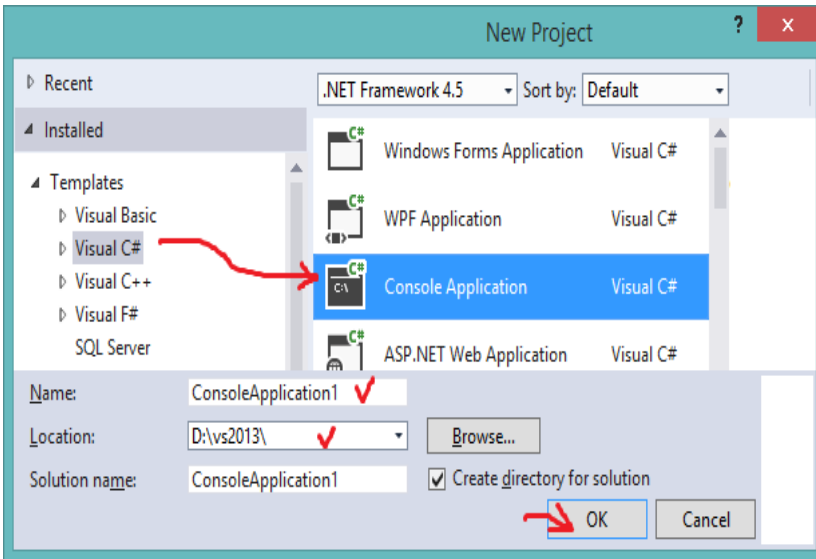 New Project
?
x
Recent
.NET Framework 4.5
Sort by: Default
Installed
Templates
Visual Basic
Visual C#
Visual C++
Visual F#
SQL Server
C#
Windows Forms Application Visual C#
C#
WPF Application Visual C#
C#
C:\
Console Application Visual C#
C#
ASP.NET Web Application Visual C#
Name: ConsoleApplication1
Location: D:\vs2013\ Browse...
Solution name: ConsoleApplication1
Create directory for solution
OK Cancel